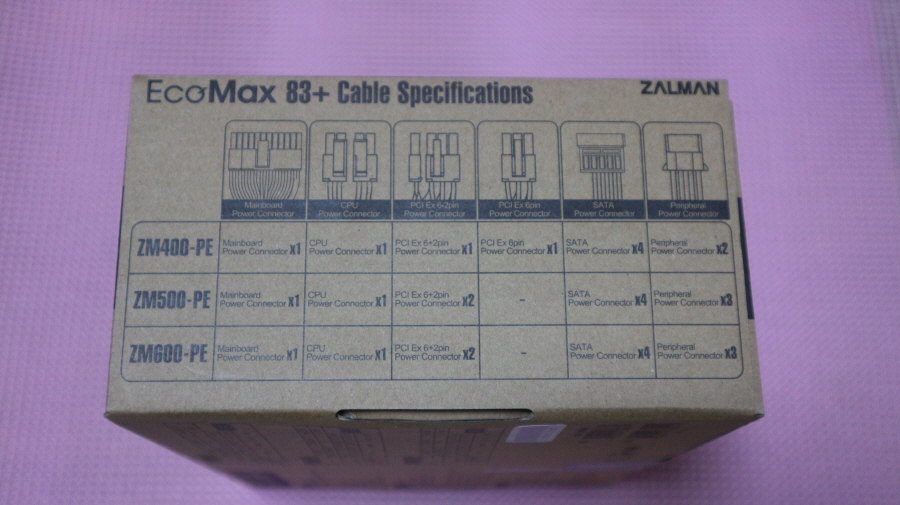 EcoMax 83+ Cable Specifications ZALMAN
Mainboard CPU PCI Ex 6-2pin PCI Ex 6pin SATA Peripheral
Power Connector Power Connector Power Connector Power Connector Power Connector Power Connector
ZM400-PE Mainboard Power Connector x1 CPU Power Connector x1 PCI Ex 6+2pin Power Connector x1 PCI Ex 6pin Power Connector x1 SATA Power Connector x4 Peripheral Power Connector x2
ZM500-PE Mainboard Power Connector x1 CPU Power Connector x1 PCI Ex 6+2pin Power Connector x2 - SATA Power Connector x4 Peripheral Power Connector x3
ZM600-PE Mainboard Power Connector x1 CPU Power Connector x1 PCI Ex 6+2pin Power Connector x2 - SATA Power Connector x4 Peripheral Power Connector x3